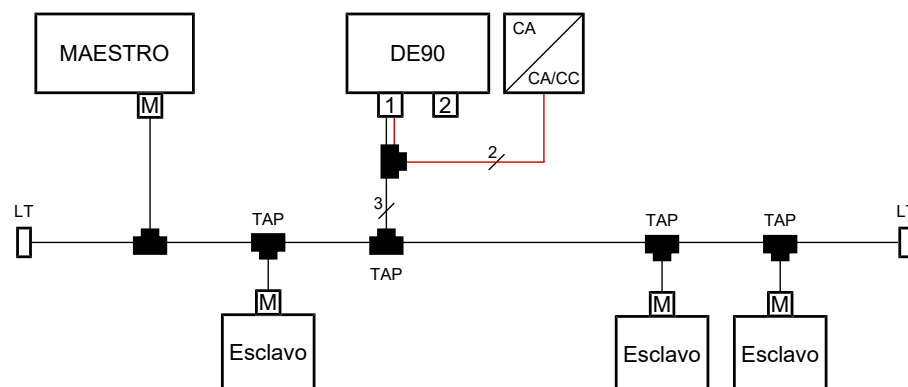 MAESTRO
M
DE90
1
2
CA
CA/CC
2
3
LT
TAP
TAP
TAP
TAP
LT
M
Esclavo
M
Esclavo
M
Esclavo